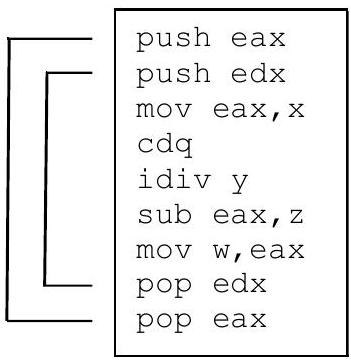 push eax
push edx
mov eax,x
cdq
idiv y
sub eax,z
mov w,eax
pop edx
pop eax